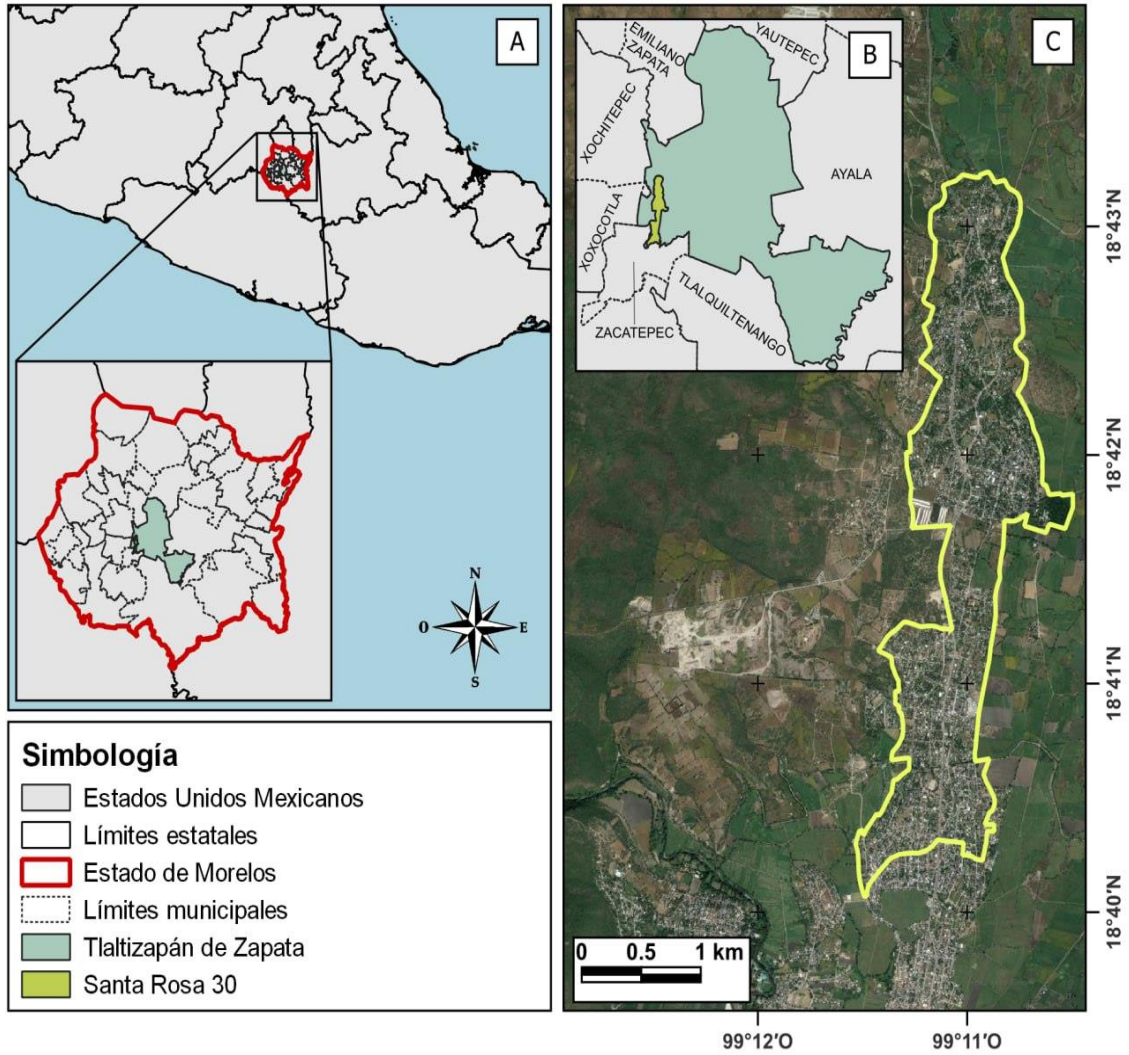 A
N
O
E
S
Simbología
Estados Unidos Mexicanos
Límites estatales
Estado de Morelos
Límites municipales
Tlaltizapán de Zapata
Santa Rosa 30
B
EMILIANO
ZAPATA
YAUTEPEC
XOCHITEPEC
AYALA
XOXOCOTLA
TLALQUILTENANGO
ZACATEPEC
C
18°43'N
18°42'N
18°41'N
18°40'N
0 0.5 1 km
99°12'O
99°11'O